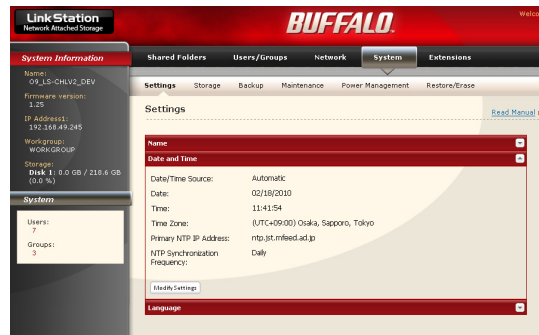 LinkStation
Network Attached Storage
BUFFALO
Welco
System Information
Shared Folders Users/Groups Network System Extensions
Name:
09_LS-CHLV2_DEV
Firmware version:
1.25
IP Address1:
192.168.49.245
Workgroup:
WORKGROUP
Storage:
Disk 1: 0.0 GB / 218.6 GB
(0.0 %)
System
Users:
7
Groups:
3
Settings Storage Backup Maintenance Power Management Restore/Erase
Settings
Read Manual
Name
Date and Time
Date/Time Source: Automatic
Date: 02/18/2010
Time: 11:41:54
Time Zone: (UTC+09:00) Osaka, Sapporo, Tokyo
Primary NTP IP Address: ntp.jst.mfeed.ad.jp
NTP Synchronization Daily
Frequency:
Modify Settings
Language